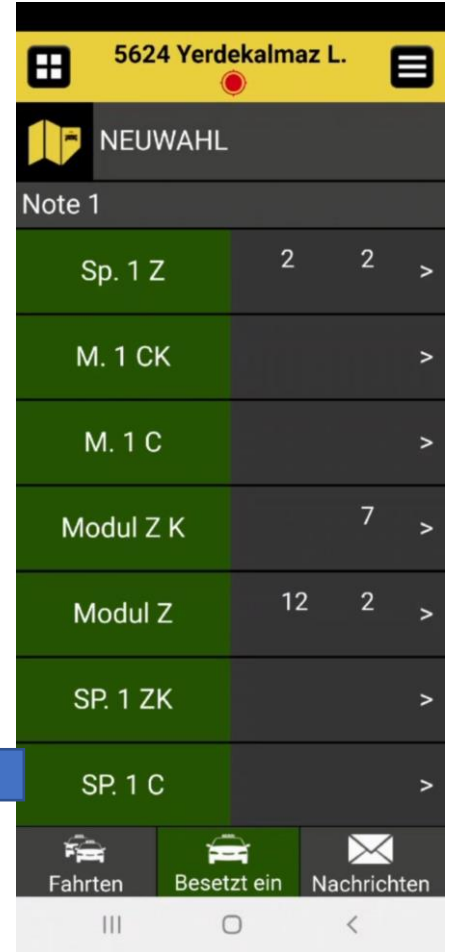 5624 Yerdekalmaz L.
NEUWAHL
Note 1
Sp. 1 Z 2 2 >
M. 1 CK >
M. 1 C >
Modul Z K 7 >
Modul Z 12 2 >
SP. 1 ZK >
SP. 1 C >
Fahrten Besetzt ein Nachrichten